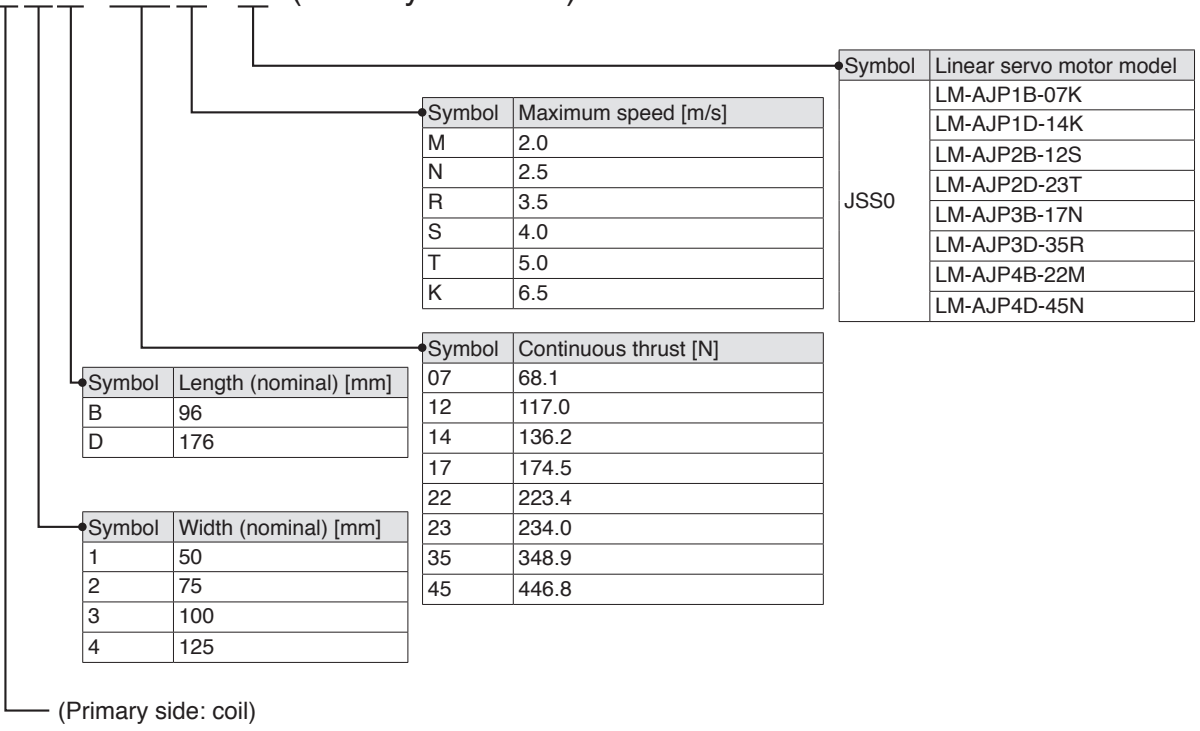 Symbol Linear servo motor model
JSS0
LM-AJP1B-07K
LM-AJP1D-14K
LM-AJP2B-12S
LM-AJP2D-23T
LM-AJP3B-17N
LM-AJP3D-35R
LM-AJP4B-22M
LM-AJP4D-45N
Symbol Maximum speed [m/s]
M 2.0
N 2.5
R 3.5
S 4.0
T 5.0
K 6.5
Symbol Continuous thrust [N]
07 68.1
12 117.0
14 136.2
17 174.5
22 223.4
23 234.0
35 348.9
45 446.8
Symbol Length (nominal) [mm]
B 96
D 176
Symbol Width (nominal) [mm]
1 50
2 75
3 100
4 125
(Primary side: coil)